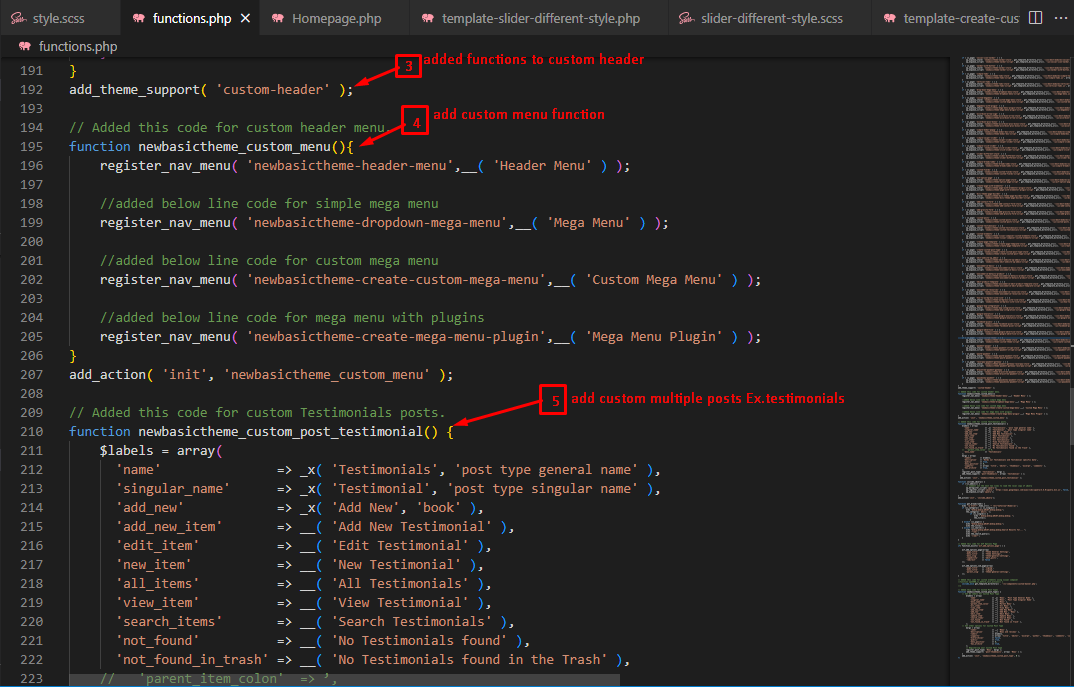 style.scss functions.php Homepage.php template-slider-different-style.php slider-different-style.scss template-create-cus
functions.php
191 }
3 added functions to custom header
192 add_theme_support( 'custom-header' );
193
4 add custom menu function
194 // Added this code for custom header menu
195 function newbasictheme_custom_menu(){
196 register_nav_menu( 'newbasictheme-header-menu',__( 'Header Menu' ) );
197
198 //added below line code for simple mega menu
199 register_nav_menu( 'newbasictheme-dropdown-mega-menu',__( 'Mega Menu' ) );
200
201 //added below line code for custom mega menu
202 register_nav_menu( 'newbasictheme-create-custom-mega-menu',__( 'Custom Mega Menu' ) );
203
204 //added below line code for mega menu with plugins
205 register_nav_menu( 'newbasictheme-create-mega-menu-plugin',__( 'Mega Menu Plugin' ) );
206 }
207 add_action( 'init', 'newbasictheme_custom_menu' );
208
5 add custom multiple posts Ex.testimonials
209 // Added this code for custom Testimonials posts.
210 function newbasictheme_custom_post_testimonial() {
211 $labels = array(
212 'name' => _x( 'Testimonials', 'post type general name' ),
213 'singular_name' => _x( 'Testimonial', 'post type singular name' ),
214 'add_new' => _x( 'Add New', 'book' ),
215 'add_new_item' => __( 'Add New Testimonial' ),
216 'edit_item' => __( 'Edit Testimonial' ),
217 'new_item' => __( 'New Testimonial' ),
218 'all_items' => __( 'All Testimonials' ),
219 'view_item' => __( 'View Testimonial' ),
220 'search_items' => __( 'Search Testimonials' ),
221 'not_found' => __( 'No Testimonials found' ),
222 'not_found_in_trash' => __( 'No Testimonials found in the Trash' ),
223 // 'parent_item_colon' => ',